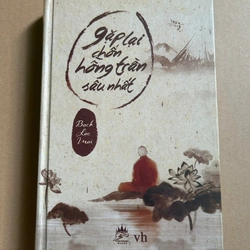 gặp lại
chốn
hồng trần
sâu nhất
Bạch
Lạc
Mai
vh